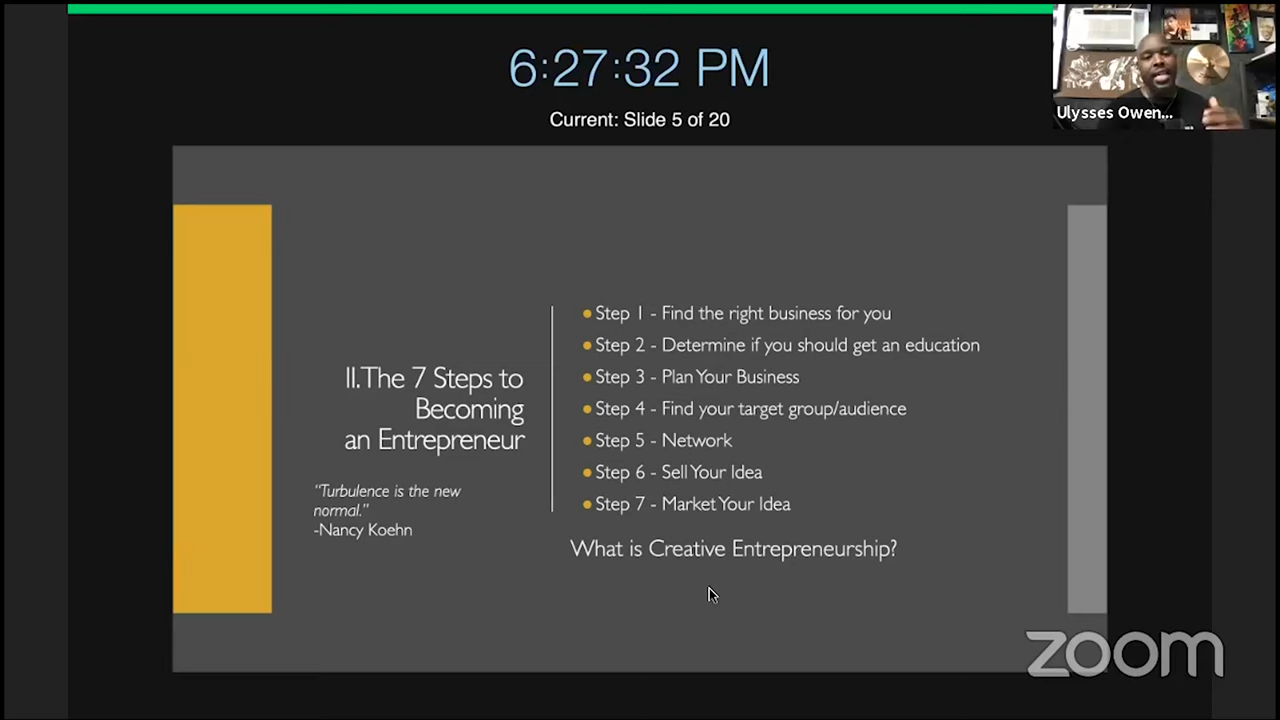 6:27:32 PM
Current: Slide 5 of 20
Ulysses Owen...
II. The 7 Steps to
Becoming
an Entrepreneur
"Turbulence is the new
normal."
-Nancy Koehn
Step 1 - Find the right business for you
Step 2 - Determine if you should get an education
Step 3 - Plan Your Business
Step 4 - Find your target group/audience
Step 5 - Network
Step 6 - Sell Your Idea
Step 7 - Market Your Idea
What is Creative Entrepreneurship?
zoom